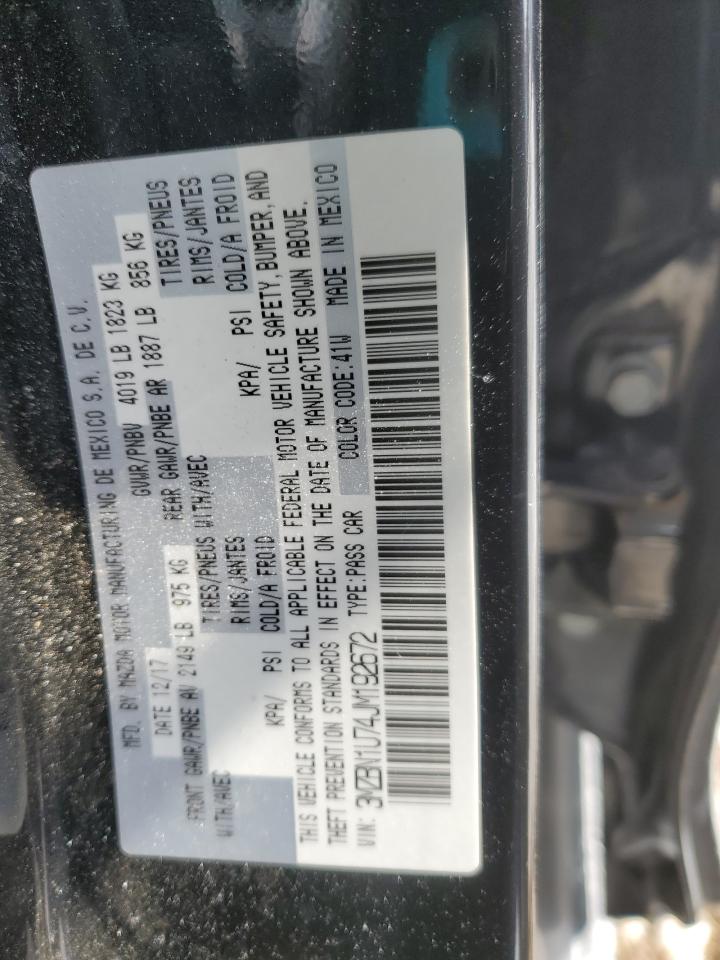 MFD. BY MAZDA MOTOR MANUFACTURING DE MEXICO S.A. DE C.V.
DATE 12/17 GVWR/PNBV 4019 LB 1823 KG
FRONT GAWR/PNBE AV 2149 LB 975 KG REAR GAWR/PNBE AR 1887 LB 856 KG
WITH/AVEC TIRES/PNEUS WITH/AVEC TIRES/PNEUS
RIMS/JANTES RIMS/JANTES
KPA/ PSI COLD/A FROID KPA/ PSI COLD/A FROID
THIS VEHICLE CONFORMS TO ALL APPLICABLE FEDERAL MOTOR VEHICLE SAFETY, BUMPER, AND
THEFT PREVENTION STANDARDS IN EFFECT ON THE DATE OF MANUFACTURE SHOWN ABOVE.
VIN: 3MZBN1U74JM192672 TYPE:PASS CAR COLOR CODE:41W MADE IN MEXICO